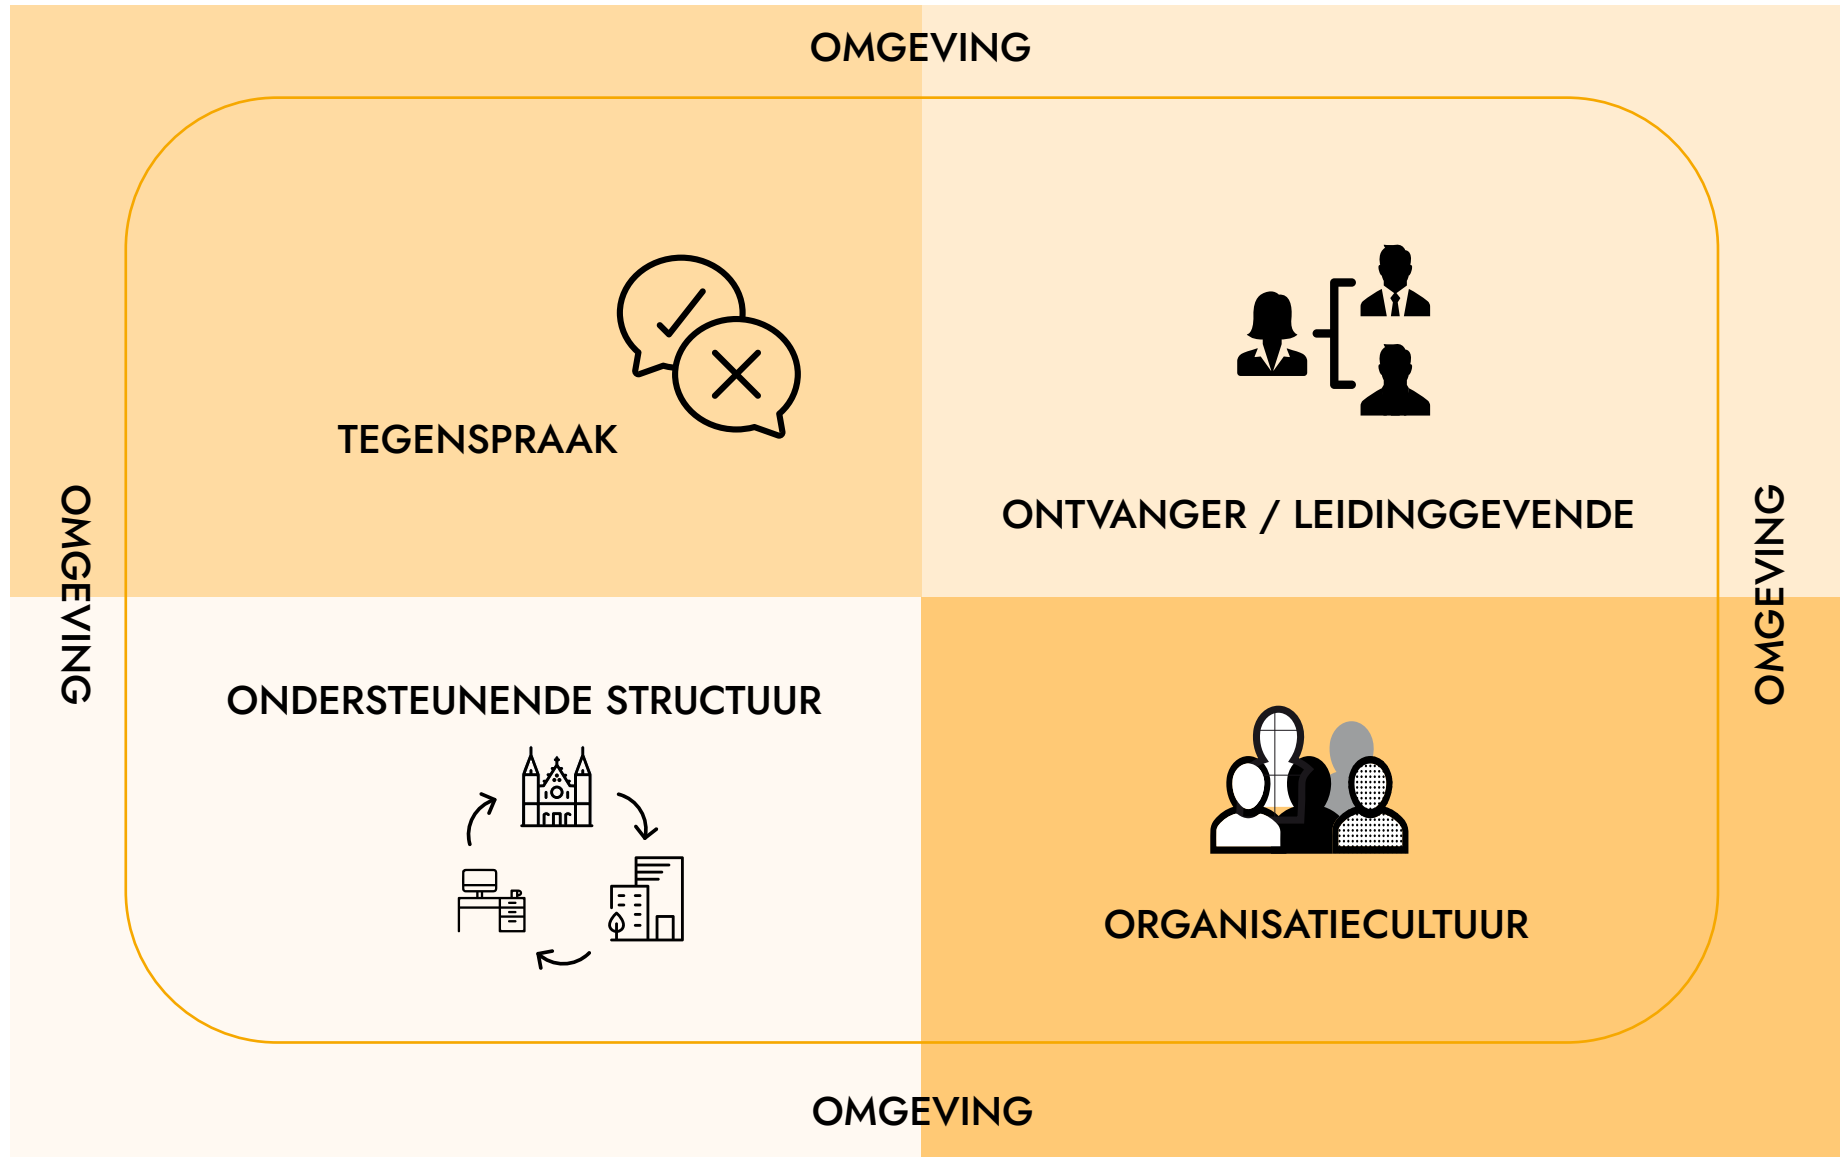 OMGEVING
TEGENSPRAAK
ONTVANGER / LEIDINGGEVENDE
OMGEVING
OMGEVING
ONDERSTEUNENDE STRUCTUUR
ORGANISATIECULTUUR
OMGEVING